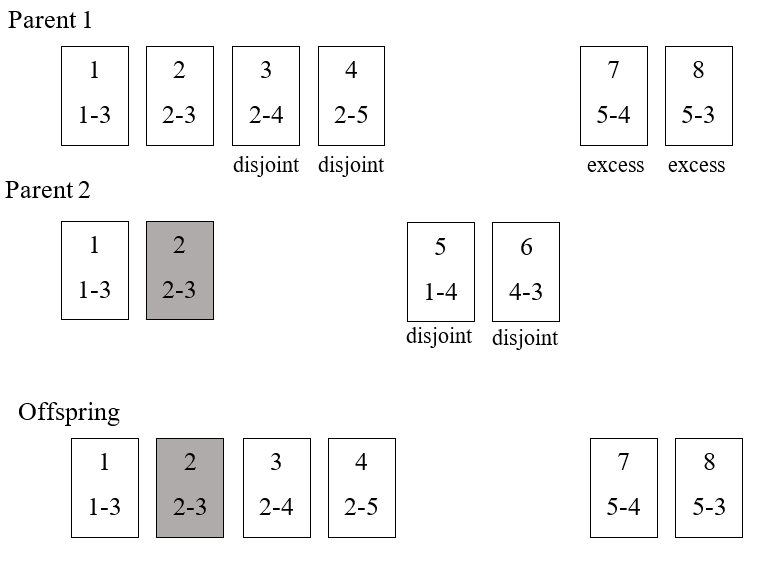 Parent 1
1 2 3 4 7 8
1-3 2-3 2-4 2-5 5-4 5-3
disjoint disjoint excess excess
Parent 2
1 2 5 6
1-3 2-3 1-4 4-3
disjoint disjoint
Offspring
1 2 3 4 7 8
1-3 2-3 2-4 2-5 5-4 5-3